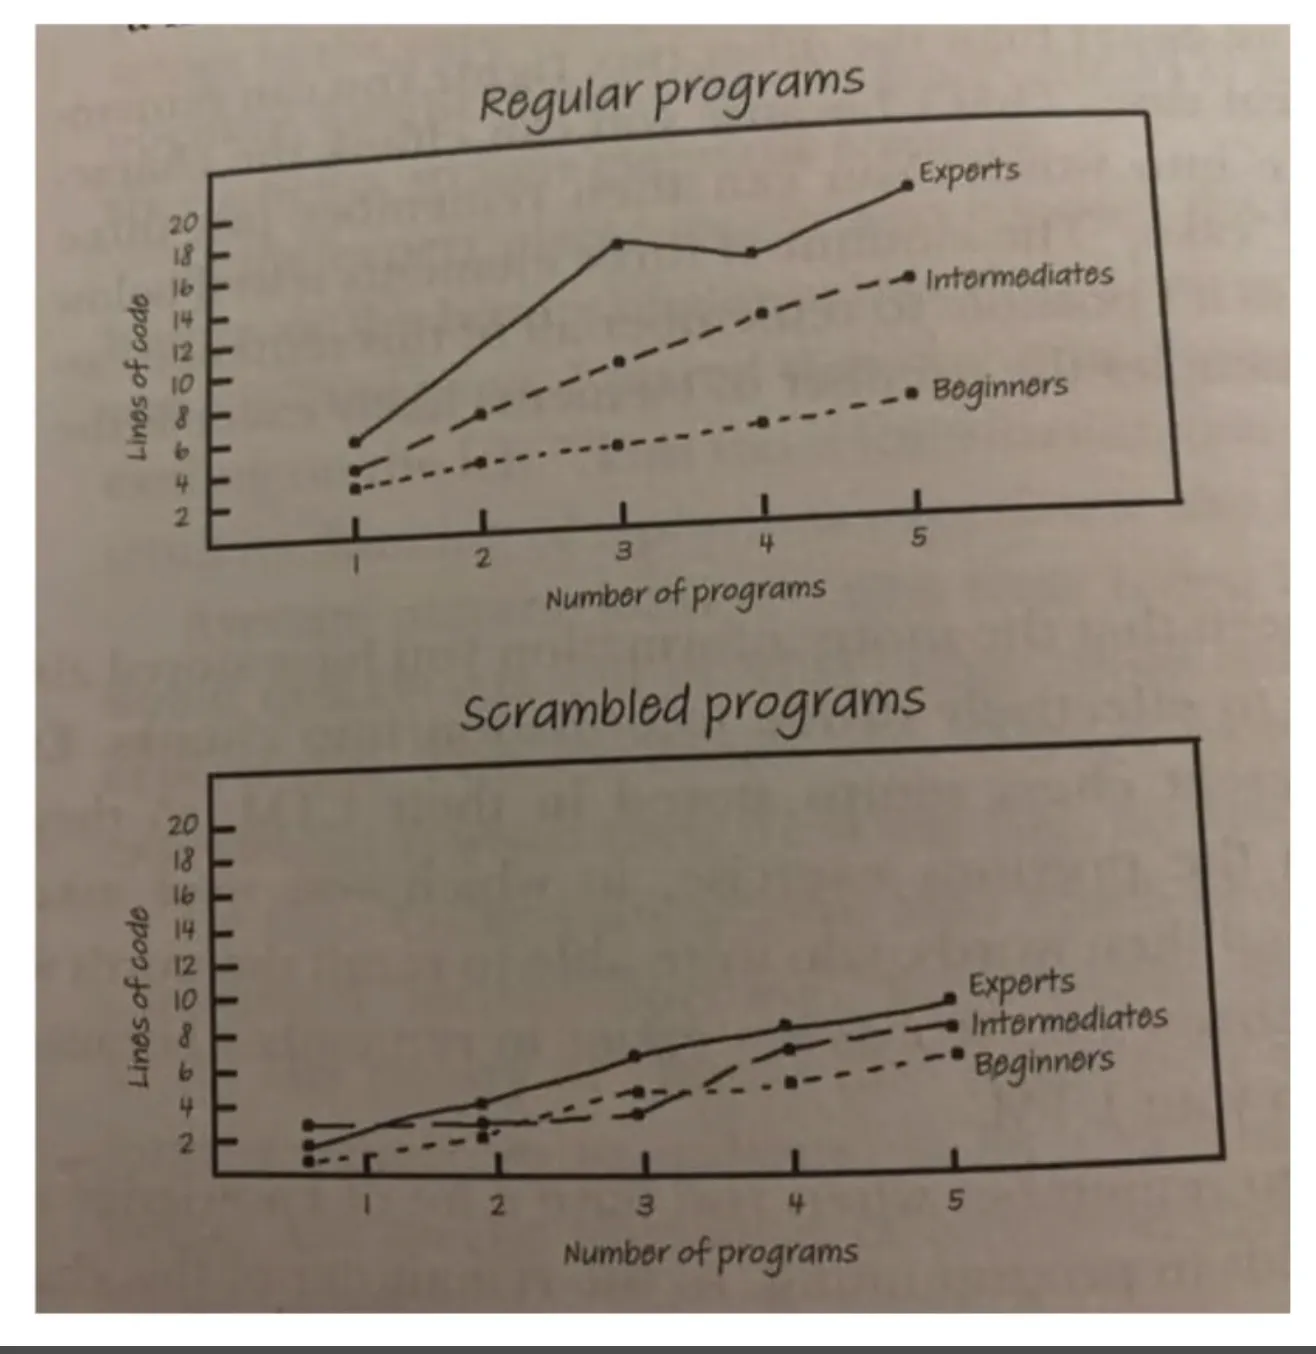 Regular programs
Experts
Intermediates
Beginners
20
18
16
14
12
10
8
6
4
2
Lines of code
1
2
3
4
5
Number of programs
Scrambled programs
20
18
16
14
12
10
8
6
4
2
Lines of code
Experts
Intermediates
Beginners
1
2
3
4
5
Number of programs